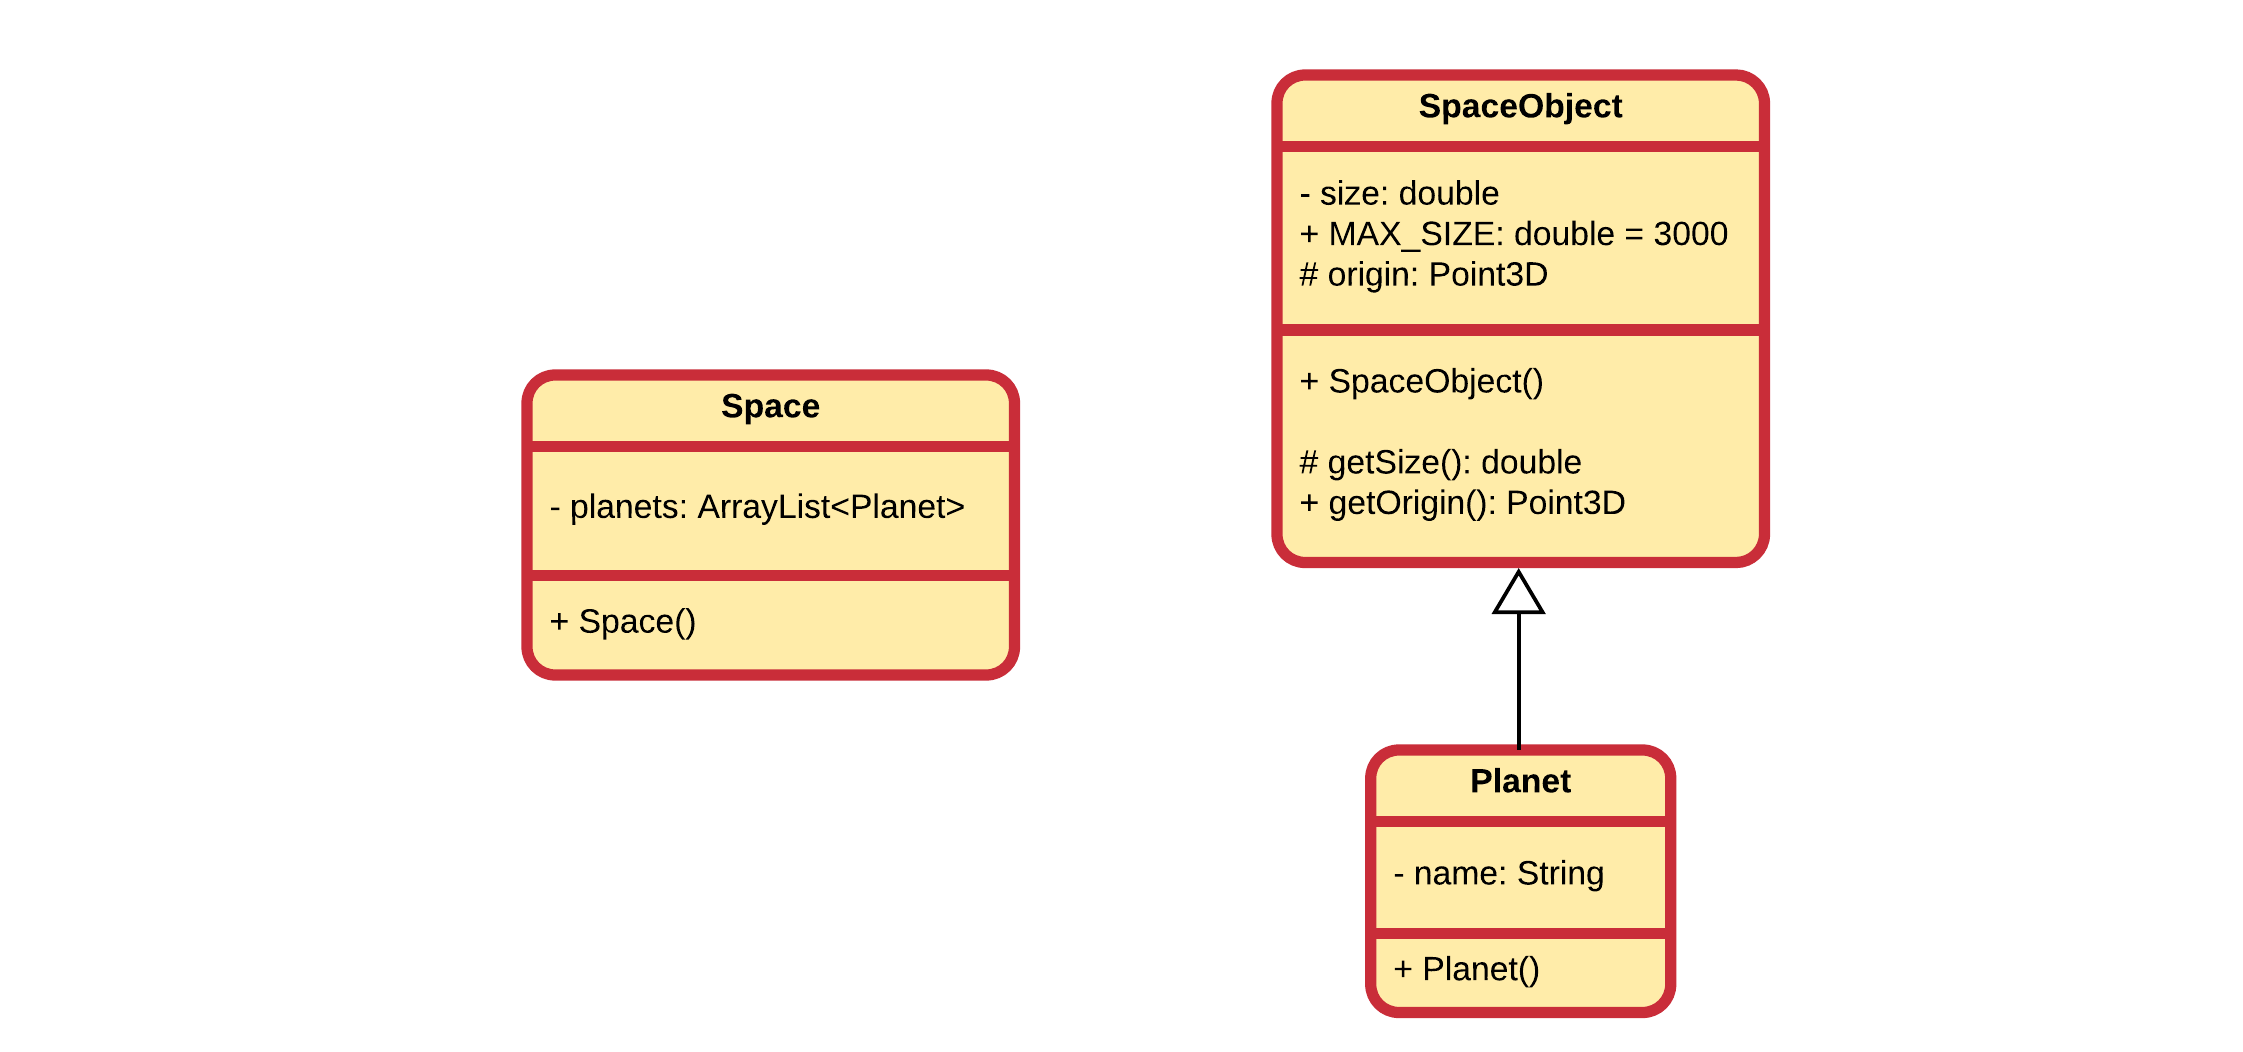 SpaceObject
- size: double
+ MAX_SIZE: double = 3000
# origin: Point3D
+ SpaceObject()
# getSize(): double
+ getOrigin(): Point3D
Space
- planets: ArrayList<Planet>
+ Space()
Planet
- name: String
+ Planet()